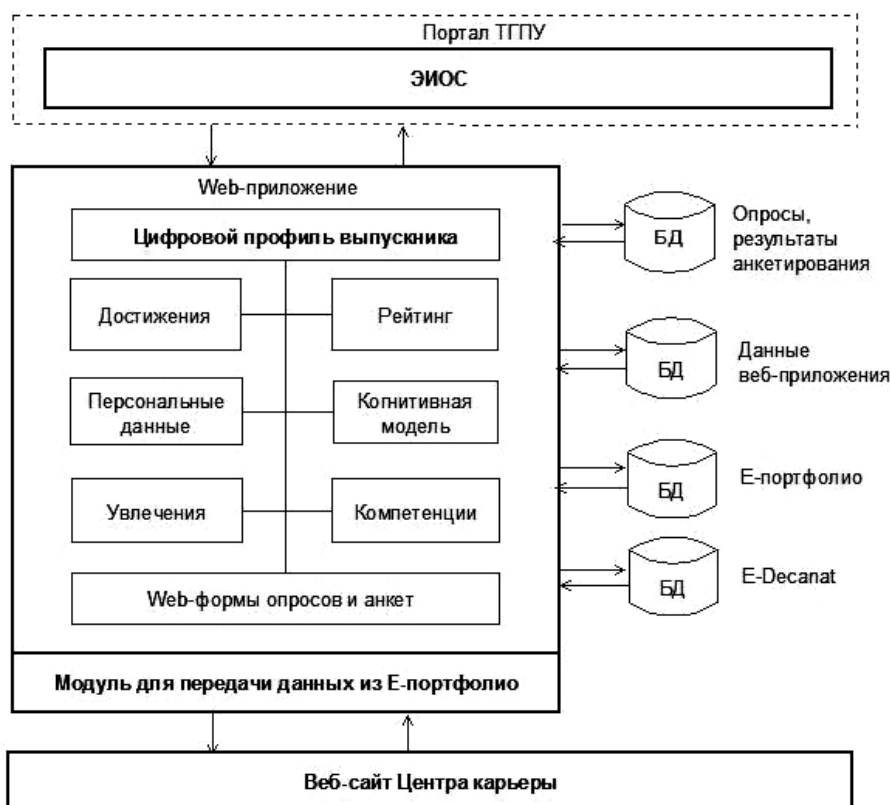 Портал ТГПУ
ЭИОС
Web-приложение
Цифровой профиль выпускника
Достижения
Рейтинг
Персональные
данные
Когнитивная
модель
Увлечения
Компетенции
Web-формы опросов и анкет
Модуль для передачи данных из Е-портфолио
БД
Опросы,
результаты
анкетирования
БД
Данные
веб-приложения
БД
Е-портфолио
БД
E-Decanat
Веб-сайт Центра карьеры